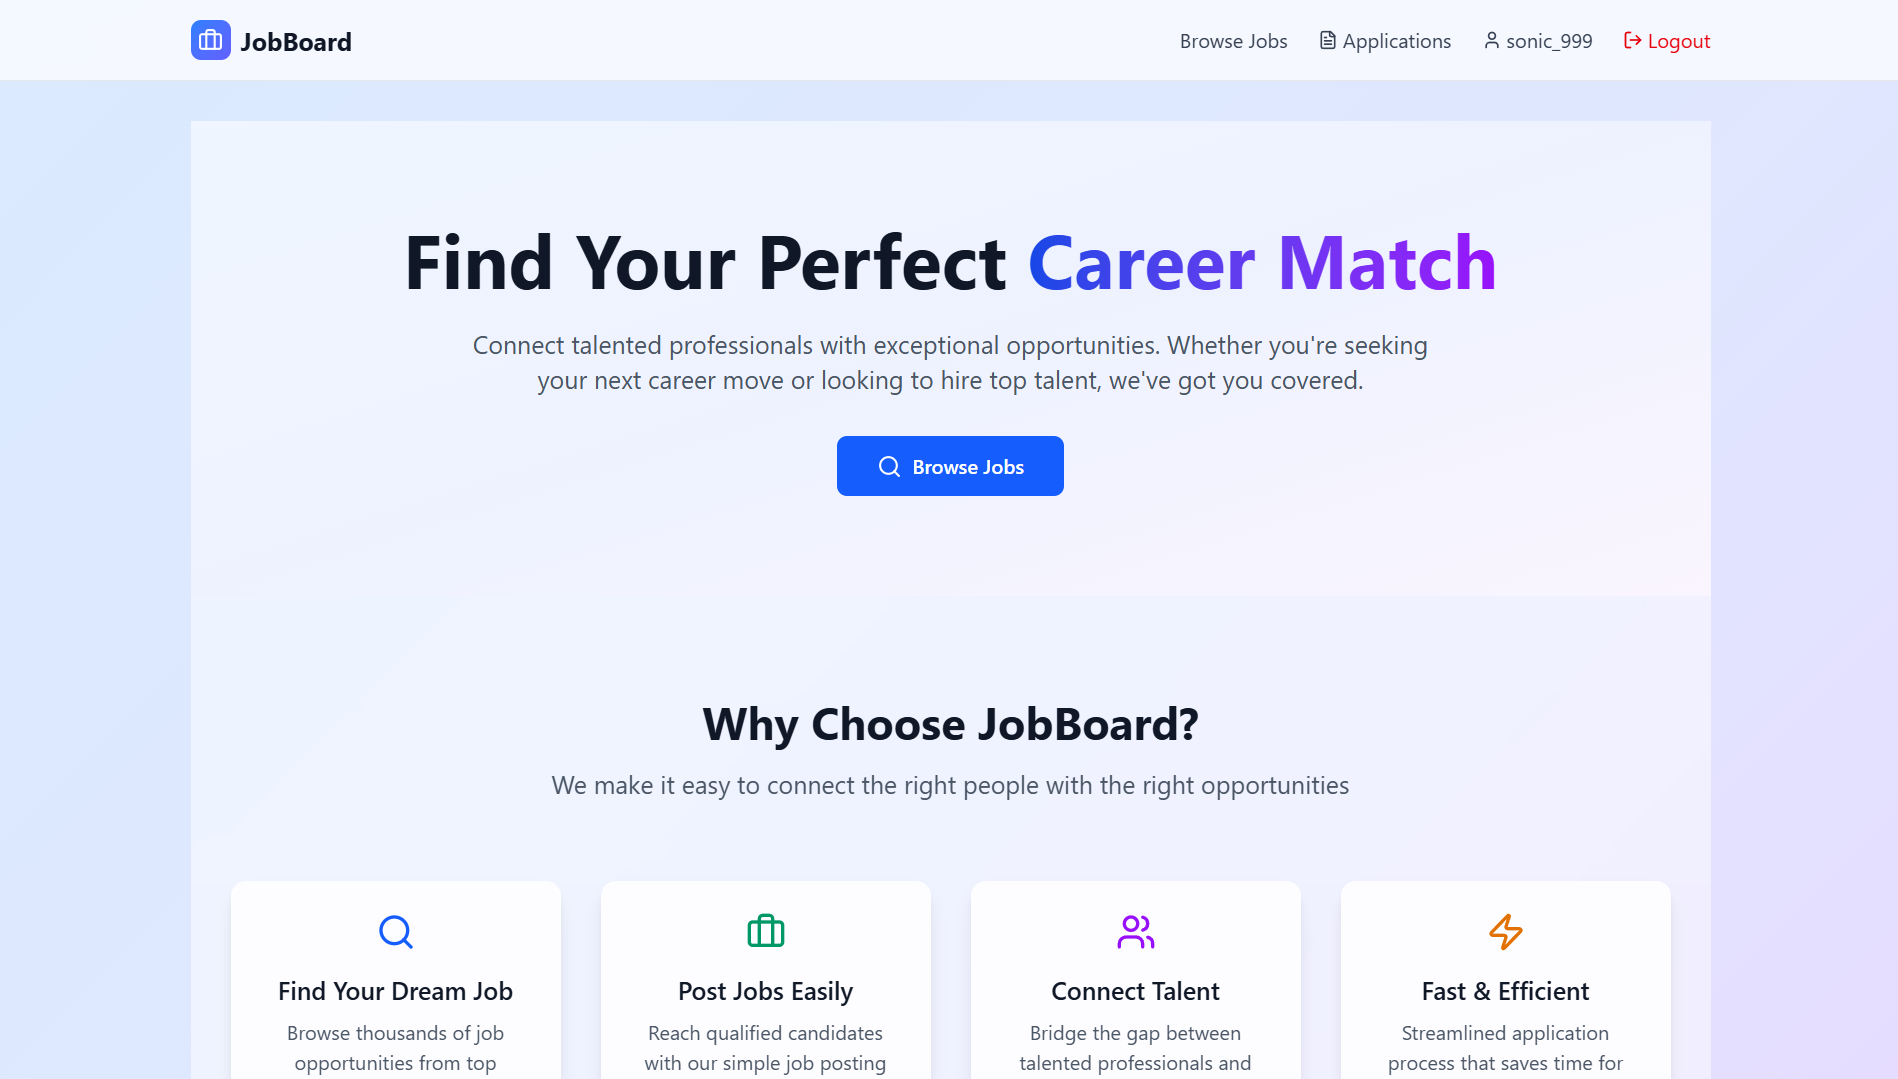 JobBoard
Browse Jobs
Applications
sonic_999
Logout
Find Your Perfect Career Match
Connect talented professionals with exceptional opportunities. Whether you're seeking
your next career move or looking to hire top talent, we've got you covered.
Browse Jobs
Why Choose JobBoard?
We make it easy to connect the right people with the right opportunities
Find Your Dream Job
Browse thousands of job
opportunities from top
Post Jobs Easily
Reach qualified candidates
with our simple job posting
Connect Talent
Bridge the gap between
talented professionals and
Fast & Efficient
Streamlined application
process that saves time for